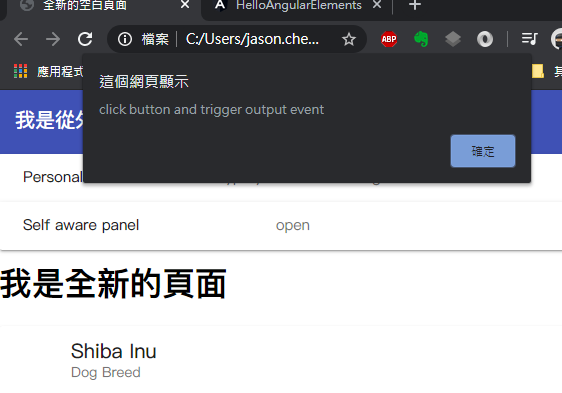 全新的空白頁面
HelloAngularElements
檔案 C:/Users/jason.che...
ABP
應用程式
這個網頁顯示
click button and trigger output event
確定
我是從
Personal
Self aware panel open
我是全新的頁面
Shiba Inu
Dog Breed